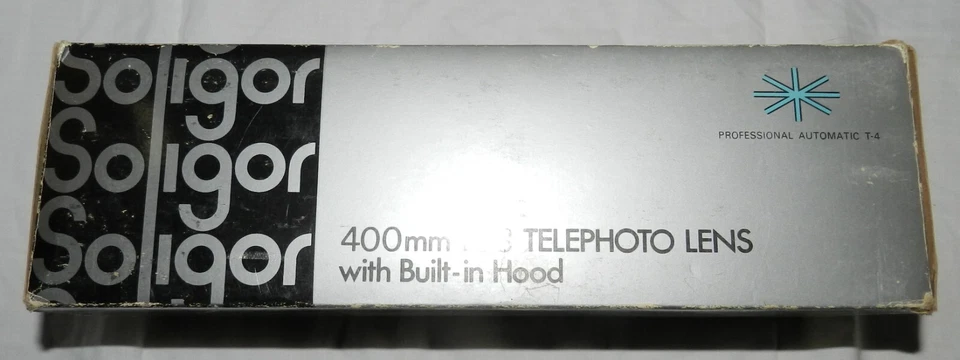 Soligor
Soligor
Soligor
PROFESSIONAL AUTOMATIC T-4
400mm TELEPHOTO LENS
with Built-in Hood